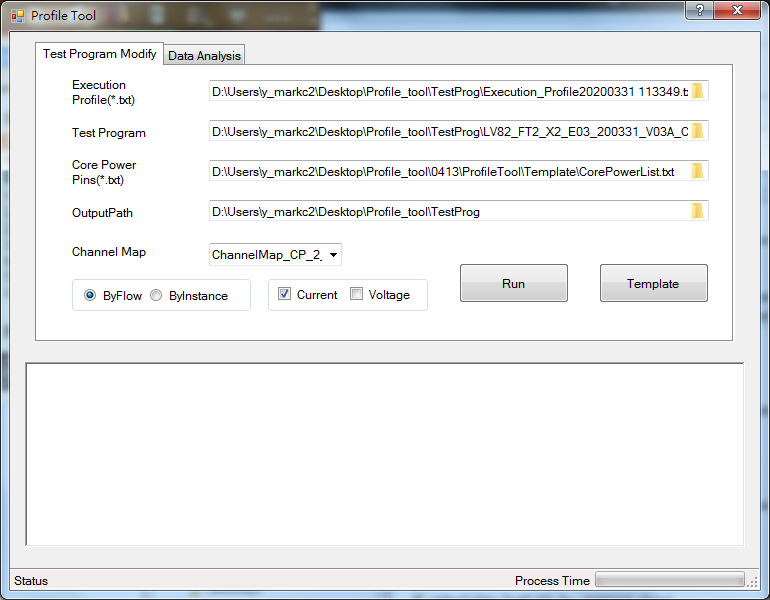 Profile Tool
?
Test Program Modify
Data Analysis
Execution
Profile(*.txt)
D:\Users\y_markc2\Desktop\Profile_tool\TestProg\Execution_Profile20200331 113349.t
Test Program
D:\Users\y_markc2\Desktop\Profile_tool\TestProg\LV82_FT2_X2_E03_200331_V03A_C
Core Power
Pins(*.txt)
D:\Users\y_markc2\Desktop\Profile_tool\0413\ProfileTool\Template\CorePowerList.txt
OutputPath
D:\Users\y_markc2\Desktop\Profile_tool\TestProg
Channel Map
ChannelMap_CP_2_
ByFlow
ByInstance
Current
Voltage
Run
Template
Status
Process Time